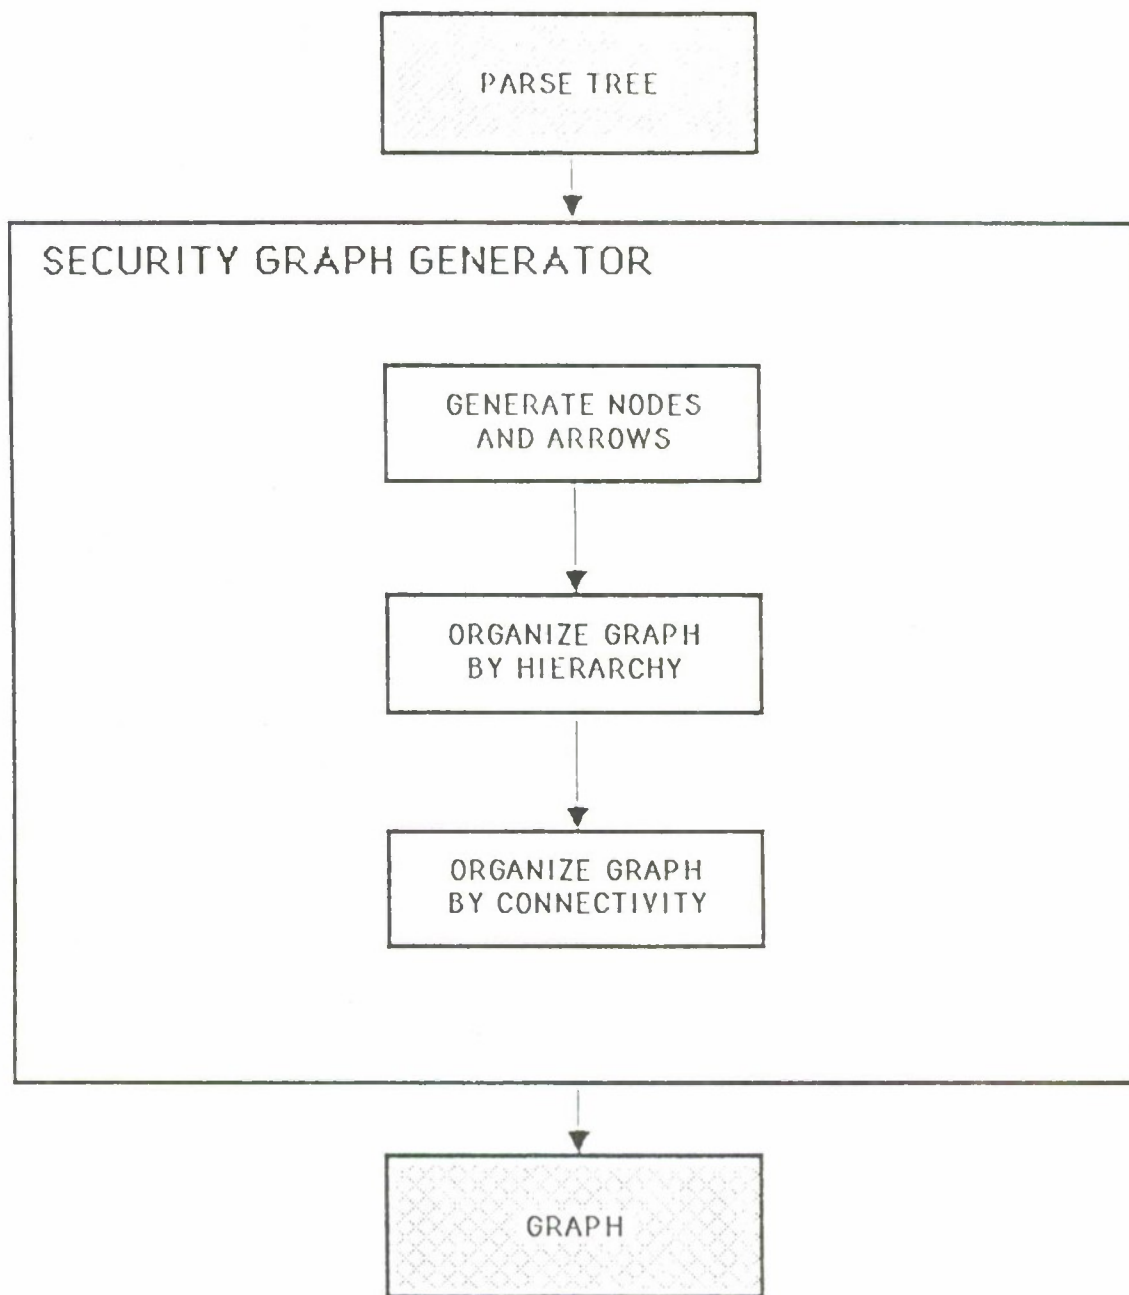 PARSE TREE
SECURITY GRAPH GENERATOR
GENERATE NODES
AND ARROWS
ORGANIZE GRAPH
BY HIERARCHY
ORGANIZE GRAPH
BY CONNECTIVITY
GRAPH